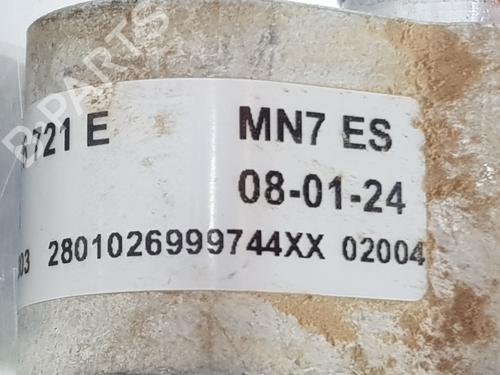 721 E MN7 ES
08-01-24
03 2801026999744XX 02004
B-PARTS